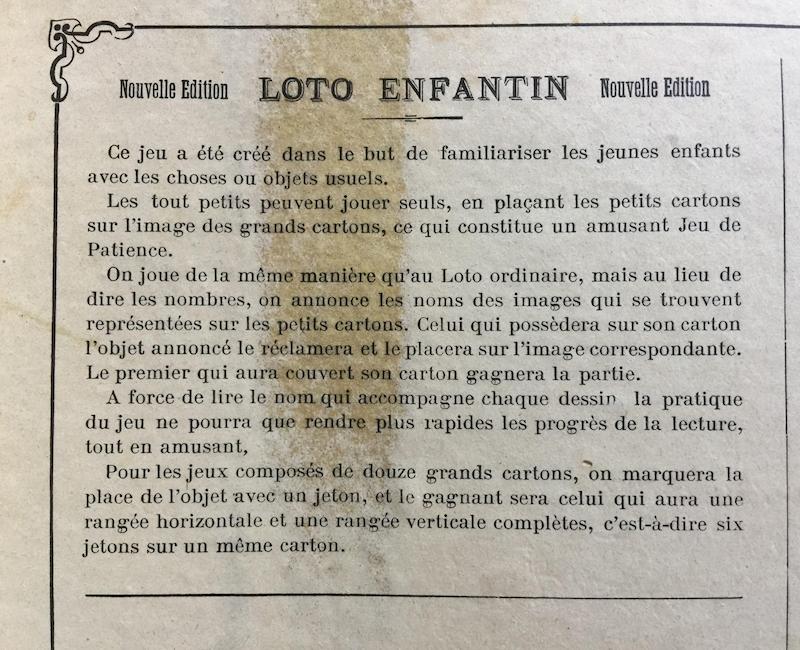 Nouvelle Edition LOTO ENFANTIN Nouvelle Edition
Ce jeu a été créé dans le but de familiariser les jeunes enfants
avec les choses ou objets usuels.
Les tout petits peuvent jouer seuls, en plaçant les petits cartons
sur l'image des grands cartons, ce qui constitue un amusant Jeu de
Patience.
On joue de la même manière qu'au Loto ordinaire, mais au lieu de
dire les nombres, on annonce les noms des images qui se trouvent
représentées sur les petits cartons. Celui qui possèdera sur son carton
l'objet annoncé le réclamera et le placera sur l'image correspondante.
Le premier qui aura couvert son carton gagnera la partie.
A force de lire le nom qui accompagne chaque dessin la pratique
du jeu ne pourra que rendre plus rapides les progrès de la lecture,
tout en amusant,
Pour les jeux composés de douze grands cartons, on marquera la
place de l'objet avec un jeton, et le gagnant sera celui qui aura une
rangée horizontale et une rangée verticale complètes, c'est-à-dire six
jetons sur un même carton.